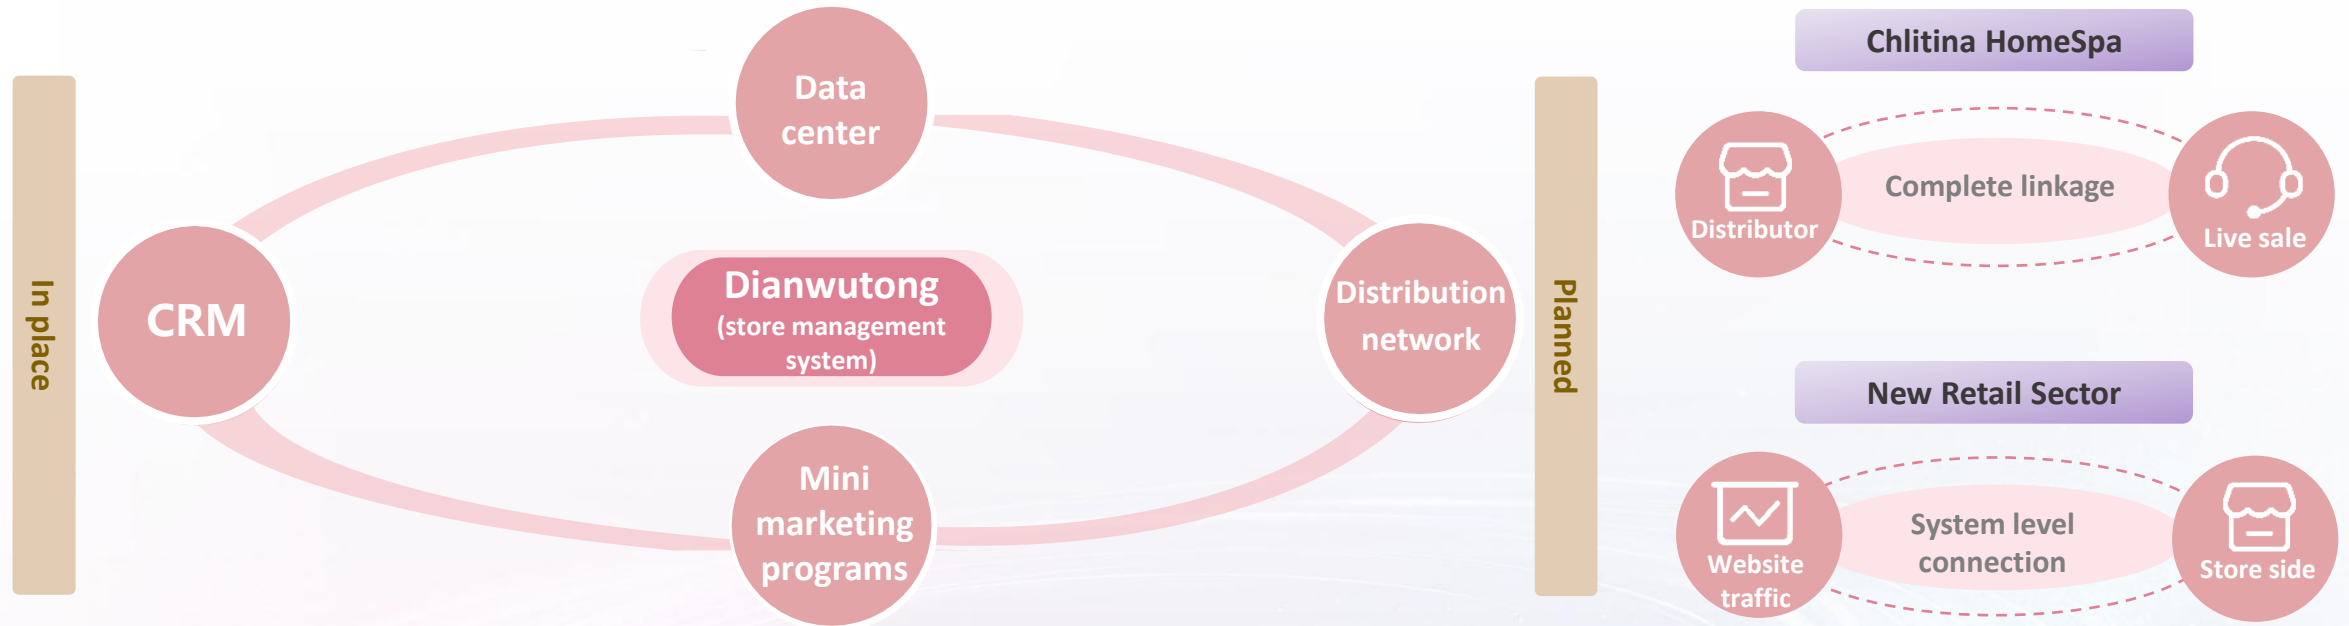 In place
Data
center
CRM
Dianwutong
(store management
system)
Distribution
network
Mini
marketing
programs
Planned
Chlitina HomeSpa
Distributor
Complete linkage
Live sale
New Retail Sector
Website
traffic
System level
connection
Store side